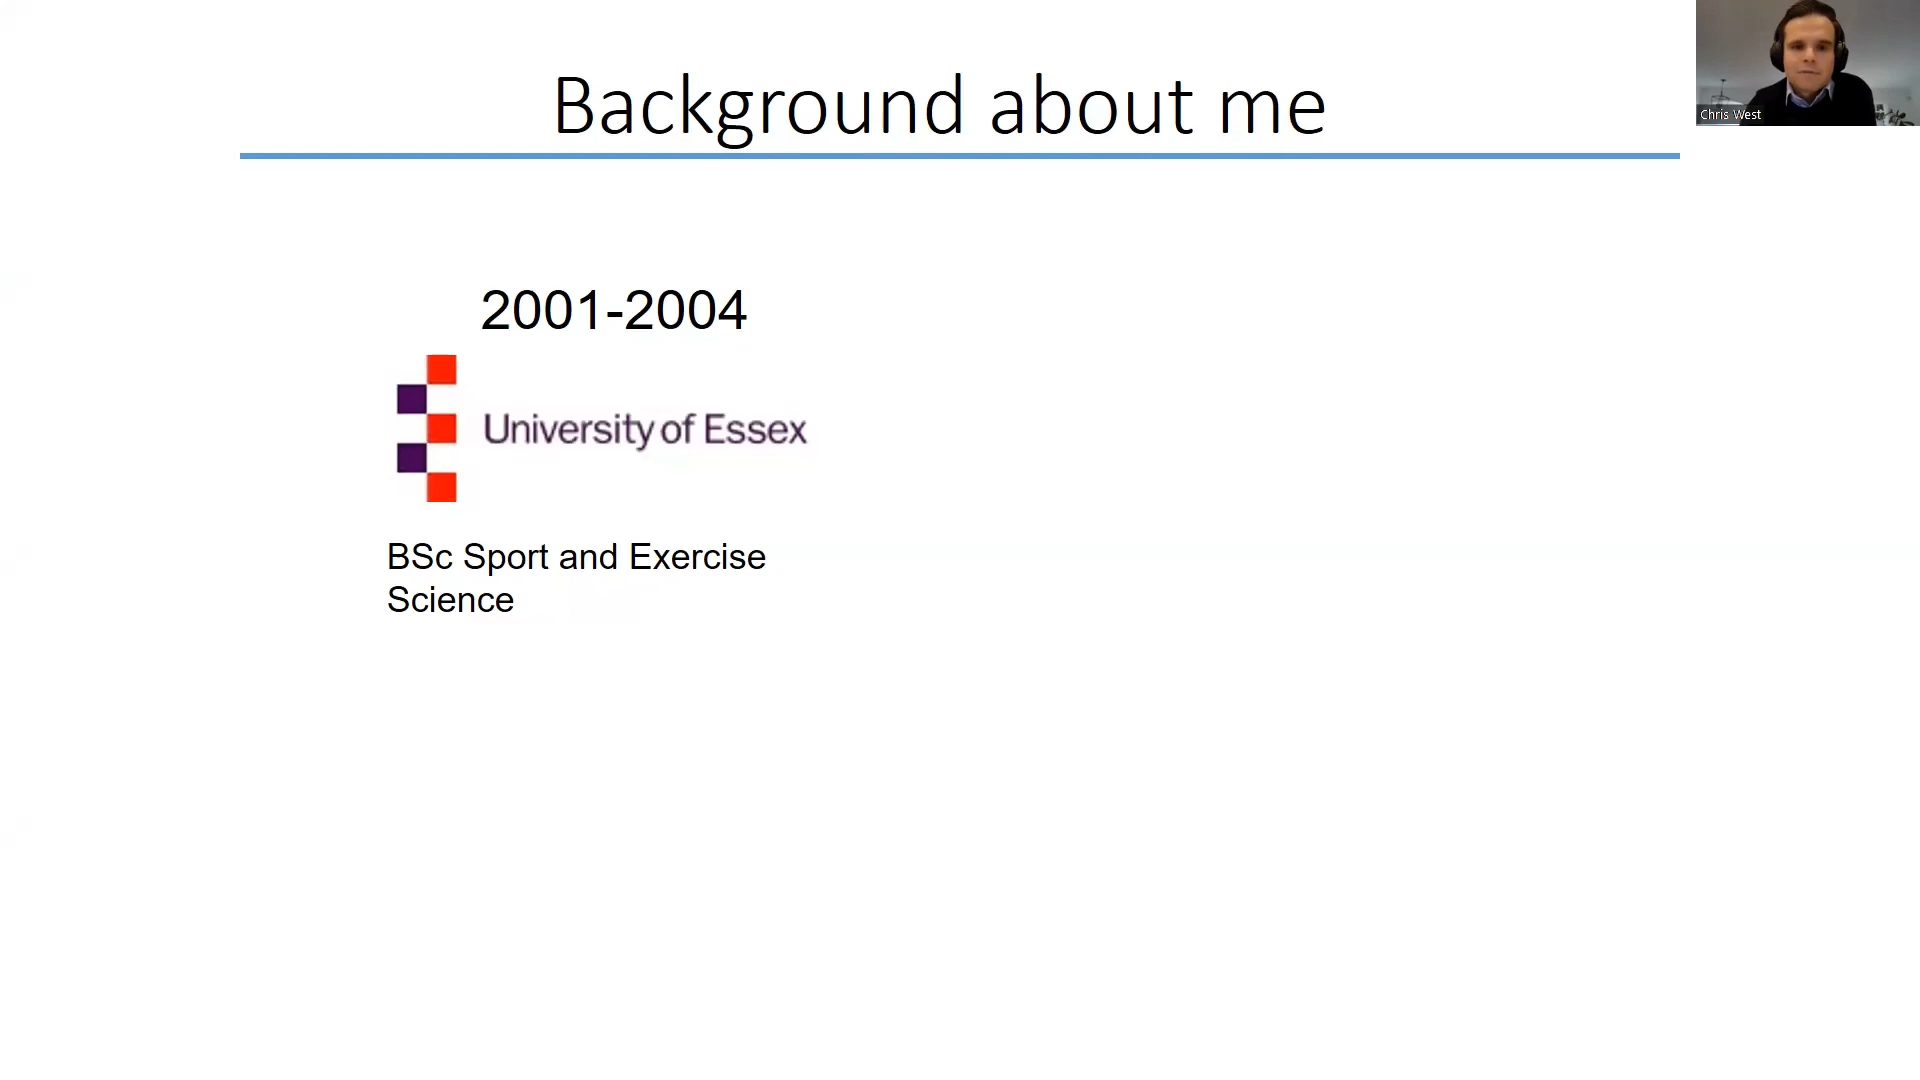 Background about me
Chris West
2001-2004
University of Essex
BSc Sport and Exercise
Science